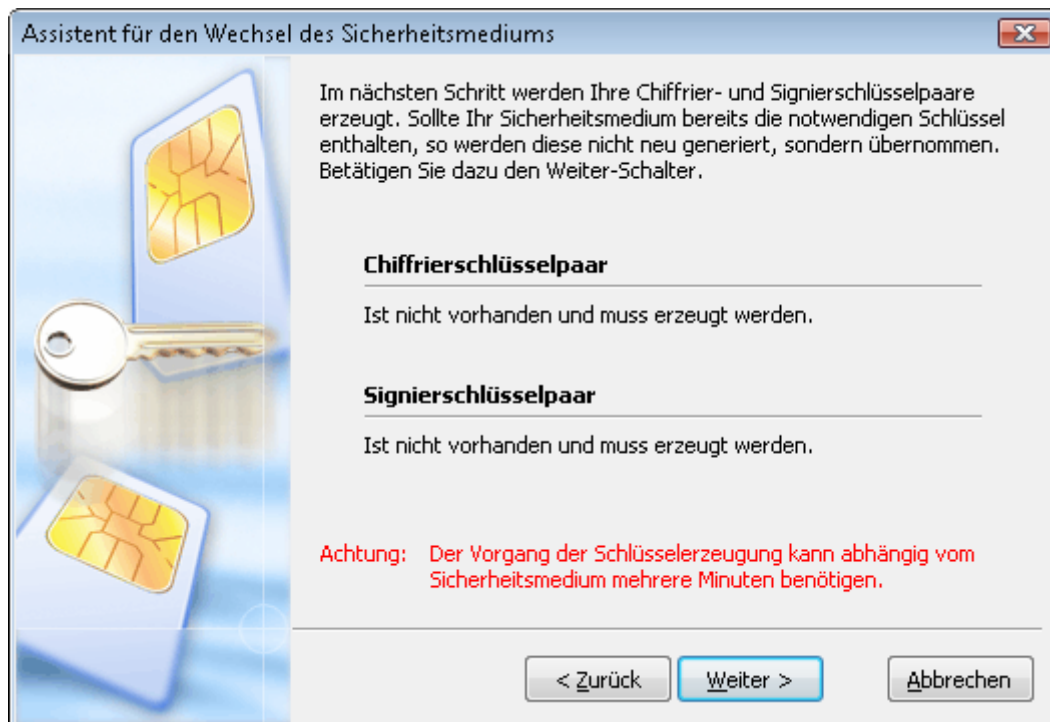 Assistent für den Wechsel des Sicherheitsmediums
Im nächsten Schritt werden Ihre Chiffrier- und Signierschlüsselpaare
erzeugt. Sollte Ihr Sicherheitsmedium bereits die notwendigen Schlüssel
enthalten, so werden diese nicht neu generiert, sondern übernommen.
Betätigen Sie dazu den Weiter-Schalter.
Chiffrierschlüsselpaar
Ist nicht vorhanden und muss erzeugt werden.
Signierschlüsselpaar
Ist nicht vorhanden und muss erzeugt werden.
Achtung: Der Vorgang der Schlüsselerzeugung kann abhängig vom
Sicherheitsmedium mehrere Minuten benötigen.
< Zurück Weiter > Abbrechen